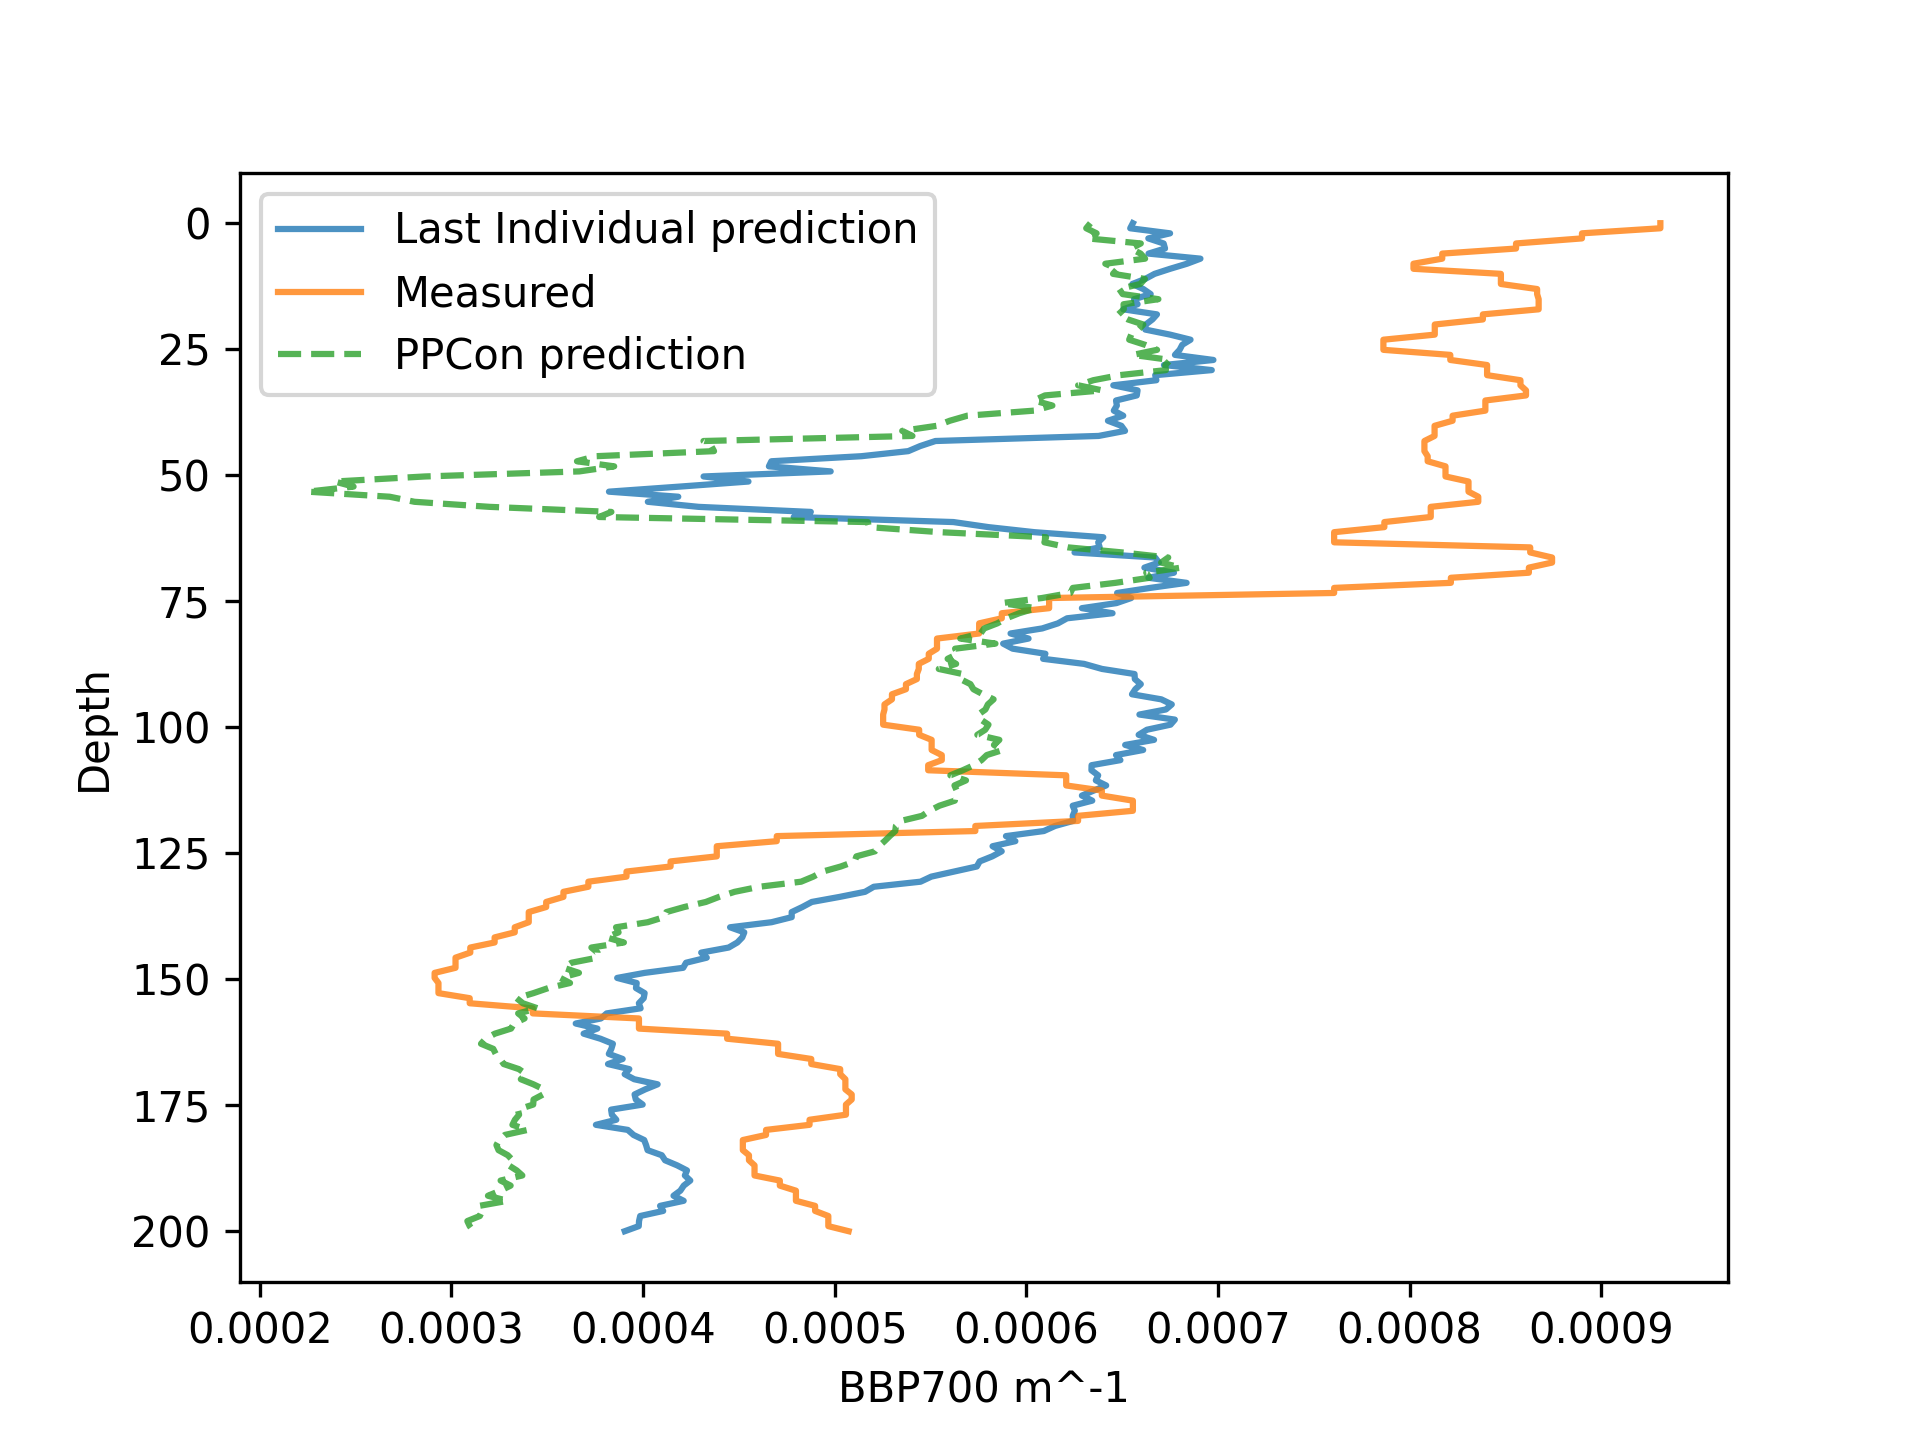 Last Individual prediction
Measured
PPCon prediction
0
25
50
75
100
125
150
175
200
Depth
0.0002 0.0003 0.0004 0.0005 0.0006 0.0007 0.0008 0.0009
BBP700 m^-1